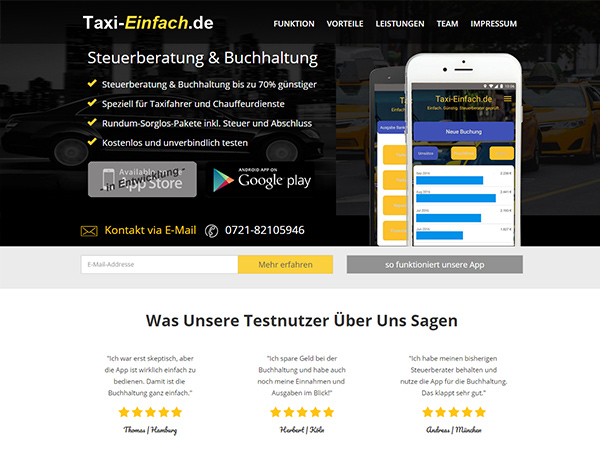 Taxi-Einfach.de
FUNKTION VORTEILE LEISTUNGEN TEAM IMPRESSUM
Steuerberatung & Buchhaltung
Steuerberatung & Buchhaltung bis zu 70% günstiger
Speziell für Taxifahrer und Chauffeurdienste
Rundum-Sorglos-Pakete inkl. Steuer und Abschluss
Kostenlos und unverbindlich testen
Available
App Store
"in Entwicklung"
ANDROID APP ON
Google play
Taxi-Einfach.de
Einfach. Günstig. Steuerberater geprüft.
Neue Buchung
Umsätze
Ausgabe
Kontakt via E-Mail 0721-82105946
E-Mail-Adresse Mehr erfahren so funktioniert unsere App
Was Unsere Testnutzer Über Uns Sagen
"Ich war erst skeptisch, aber
die App ist wirklich einfach zu
bedienen. Damit ist die
Buchhaltung ganz einfach."
Thomas | Hamburg
"Ich spare Geld bei der
Buchhaltung und habe auch
noch meine Einnahmen und
Ausgaben im Blick!"
Herbert | Köln
"Ich habe meinen bisherigen
Steuerberater behalten und
nutze die App für die Buchhaltung.
Das klappt sehr gut."
Andreas | München